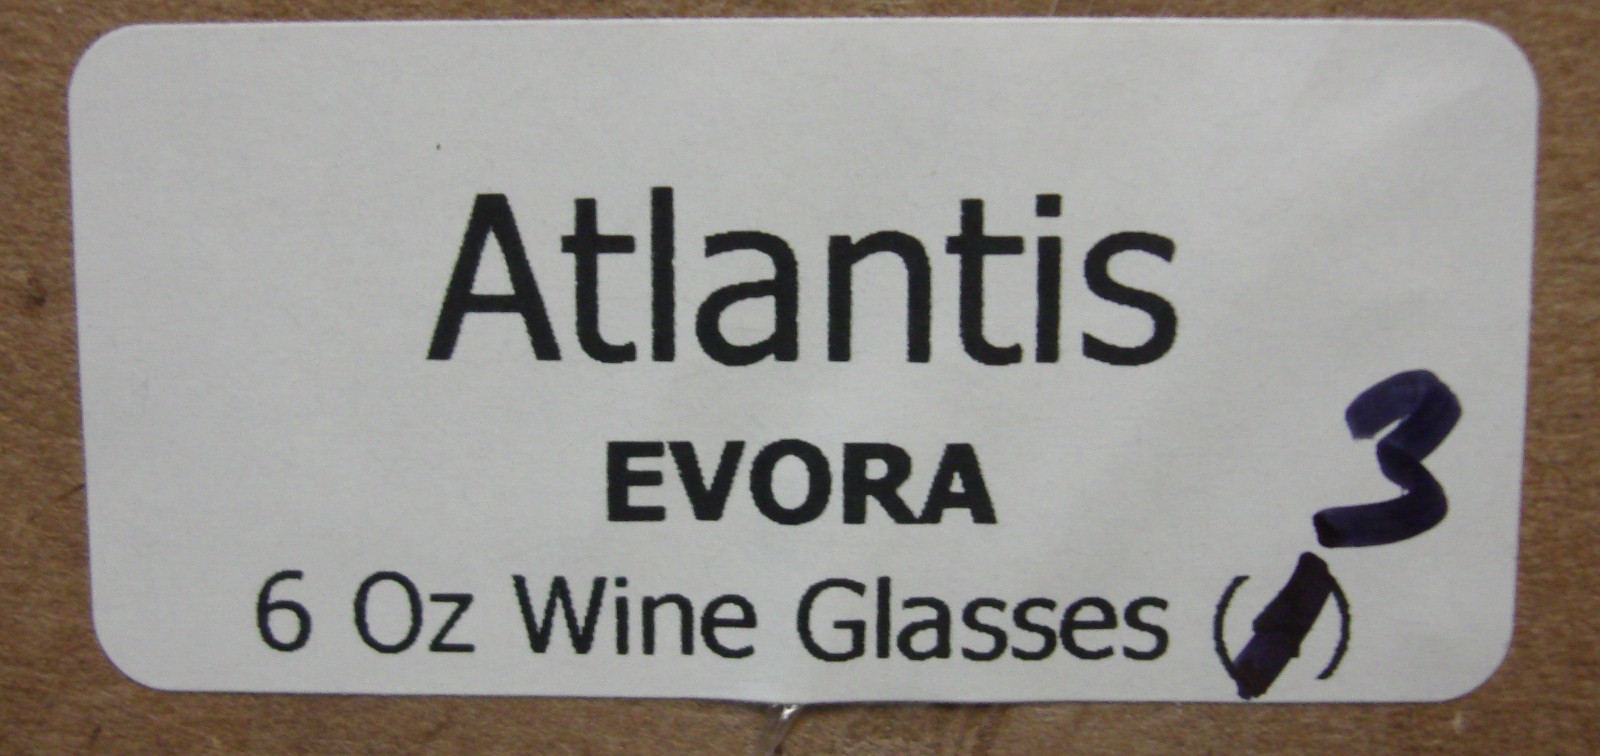 Atlantis
EVORA
3
6 Oz Wine Glasses ( )